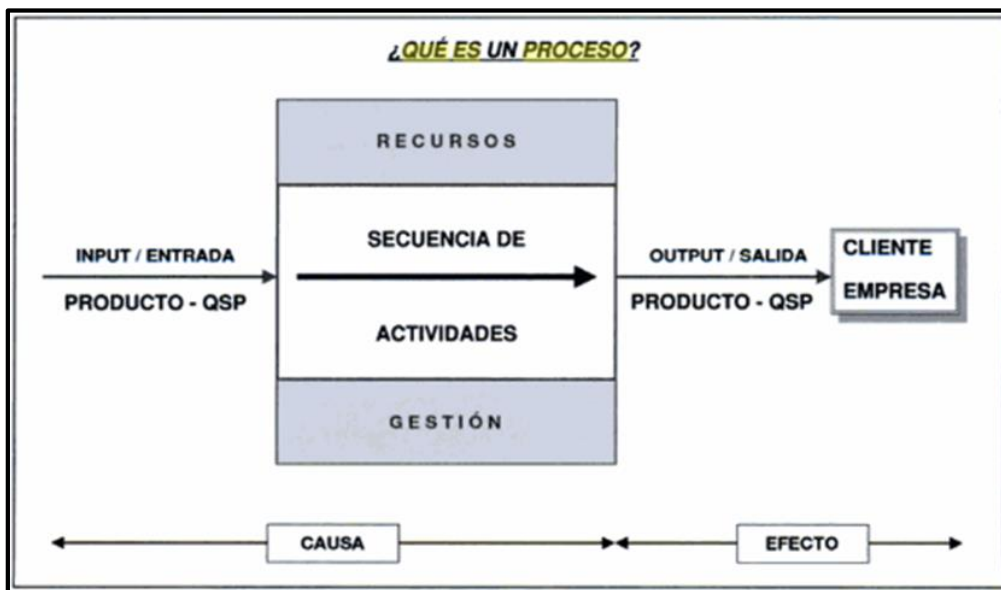 ¿QUÉ ES UN PROCESO?
RECURSOS
SECUENCIA DE
ACTIVIDADES
GESTIÓN
INPUT / ENTRADA
PRODUCTO - QSP
OUTPUT / SALIDA
PRODUCTO - QSP
CLIENTE
EMPRESA
CAUSA
EFECTO